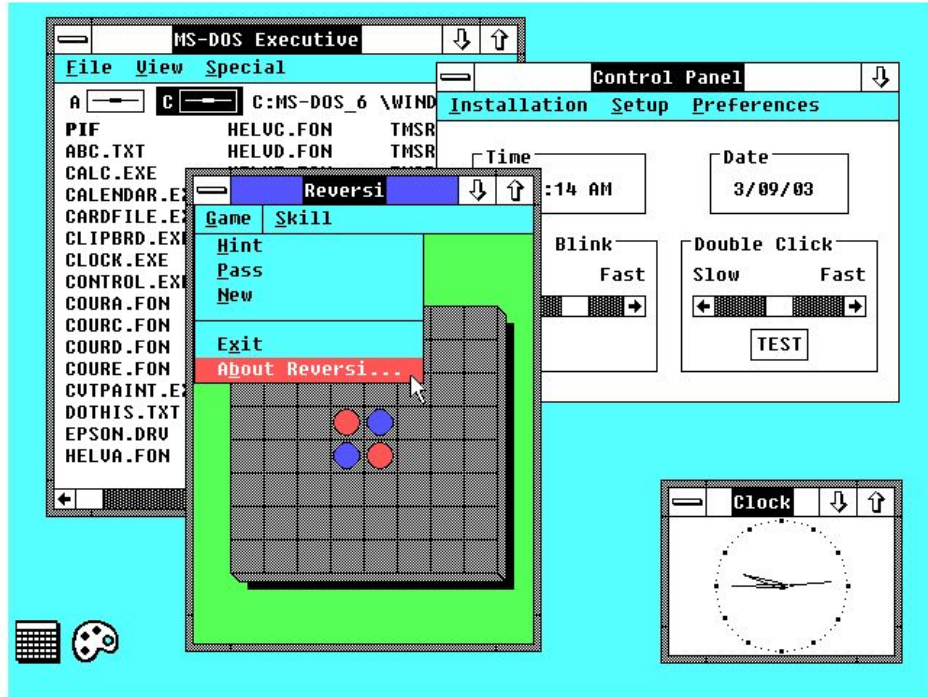 MS-DOS Executive
File View Special
A C C:MS-DOS_6 \WIND
PIF HELVC.FON TMSR
ABC.TXT HELVD.FON TMSR
CALC.EXE
CALENDAR.E
CARDFILE.E
CLIPBRD.EX
CLOCK.EXE
CONTROL.EX
COURA.FON
COURC.FON
COURD.FON
COURE.FON
CVTPAINT.E
DOTHIS.TXT
EPSON.DRV
HELVA.FON
Control Panel
Installation Setup Preferences
Time
:14 AM
Date
3/09/03
Blink
Fast
Double Click
Slow Fast
TEST
Reversi
Game Skill
Hint
Pass
New
Exit
About Reversi...
Clock